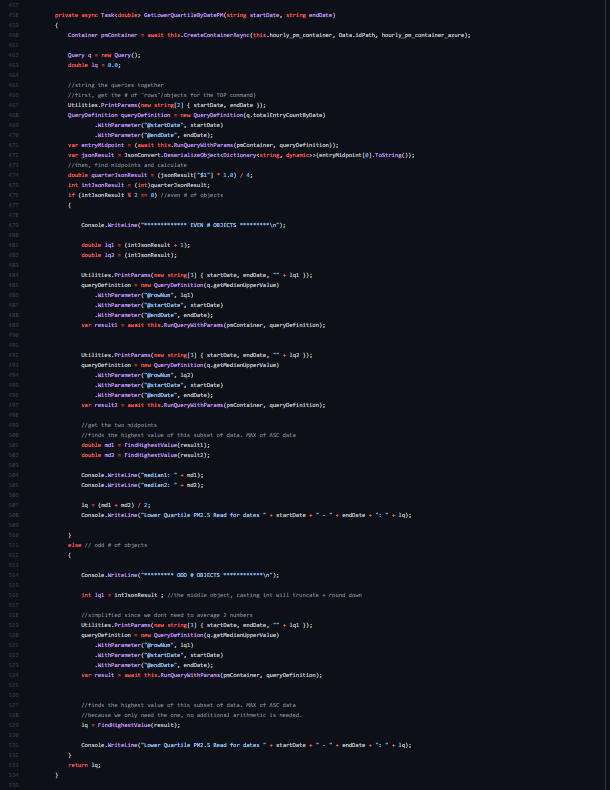 457
458 private async Task<double> GetLowerQuartileByDatePM(string startDate, string endDate)
459 {
460 Container pmContainer = await this.CreateContainerAsync(this.hourly_pm_container, Data.idPath, hourly_pm_container_azure);
461
462 Query q = new Query();
463 double lq = 0.0;
464
465 //string the queries together
466 //first, get the # of "rows"/objects for the TOP command)
467 Utilities.PrintParams(new string[2] { startDate, endDate });
468 QueryDefinition queryDefinition = new QueryDefinition(q.totalEntryCountByDate)
469 .WithParameter("@startDate", startDate)
470 .WithParameter("@endDate", endDate);
471 var entryMidpoint = (await this.RunQueryWithParams(pmContainer, queryDefinition));
472 var jsonResult = JsonConvert.DeserializeObject<Dictionary<string, dynamic>>(entryMidpoint[0].ToString());
473 //then, find midpoints and calculate
474 double quarterJsonResult = (jsonResult["$1"] * 1.0) / 4;
475 int intJsonResult = (int)quarterJsonResult;
476 if (intJsonResult % 2 == 0) //even # of objects
477 {
478
479 Console.WriteLine("************* EVEN # OBJECTS *********\n");
480
481 double lq1 = (intJsonResult + 1);
482 double lq2 = (intJsonResult);
483
484 Utilities.PrintParams(new string[3] { startDate, endDate, "" + lq1 });
485 queryDefinition = new QueryDefinition(q.getMedianUpperValue)
486 .WithParameter("@rowNum", lq1)
487 .WithParameter("@startDate", startDate)
488 .WithParameter("@endDate", endDate);
489 var result1 = await this.RunQueryWithParams(pmContainer, queryDefinition);
490
491
492 Utilities.PrintParams(new string[3] { startDate, endDate, "" + lq2 });
493 queryDefinition = new QueryDefinition(q.getMedianUpperValue)
494 .WithParameter("@rowNum", lq2)
495 .WithParameter("@startDate", startDate)
496 .WithParameter("@endDate", endDate);
497 var result2 = await this.RunQueryWithParams(pmContainer, queryDefinition);
498
499 //get the two midpoints
500 //finds the highest value of this subset of data. MAX of ASC data
501 double md1 = FindHighestValue(result1);
502 double md2 = FindHighestValue(result2);
503
504 Console.WriteLine("median1: " + md1);
505 Console.WriteLine("median2: " + md2);
506
507 lq = (md1 + md2) / 2;
508 Console.WriteLine("Lower Quartile PM2.5 Read for dates " + startDate + " - " + endDate + ": " + lq);
509
510 }
511 else // odd # of objects
512 {
513
514 Console.WriteLine("********* ODD # OBJECTS ************\n");
515
516 int lq1 = intJsonResult ; //the middle object, casting int will truncate + round down
517
518 //simplified since we dont need to average 2 numbers
519 Utilities.PrintParams(new string[3] { startDate, endDate, "" + lq1 });
520 queryDefinition = new QueryDefinition(q.getMedianUpperValue)
521 .WithParameter("@rowNum", lq1)
522 .WithParameter("@startDate", startDate)
523 .WithParameter("@endDate", endDate);
524 var result = await this.RunQueryWithParams(pmContainer, queryDefinition);
525
526
527 //finds the highest value of this subset of data. MAX of ASC data
528 //because we only need the one, no additional arithmetic is needed.
529 lq = FindHighestValue(result);
530
531 Console.WriteLine("Lower Quartile PM2.5 Read for dates " + startDate + " - " + endDate + ": " + lq);
532 }
533 return lq;
534 }
535